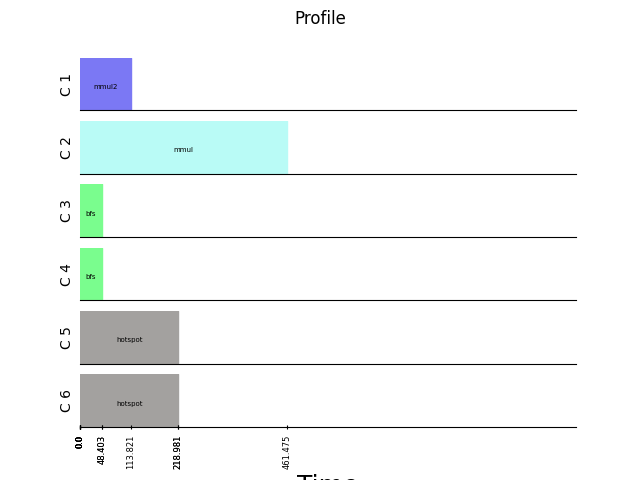 Profile
C 1
mmul2
C 2
mmul
C 3
bfs
C 4
bfs
C 5
hotspot
C 6
hotspot
0.0
48.403
113.821
218.981
461.475
Time